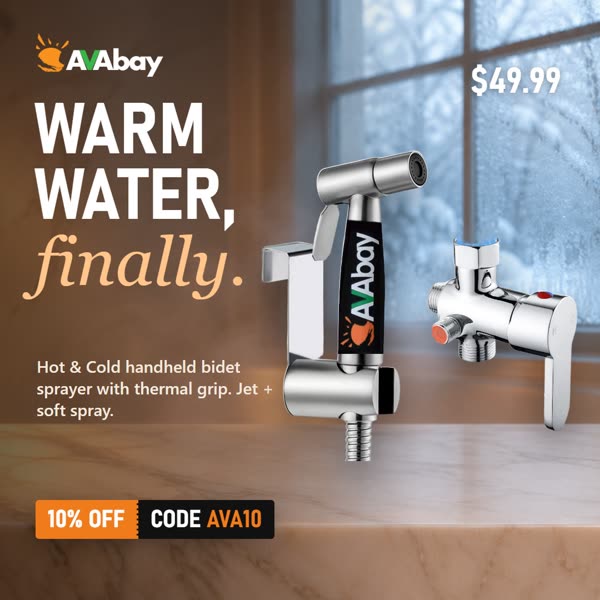 AVAbay
$49.99
WARM
WATER,
finally.
AVAbay
Hot & Cold handheld bidet
sprayer with thermal grip. Jet +
soft spray.
10% OFF CODE AVA10